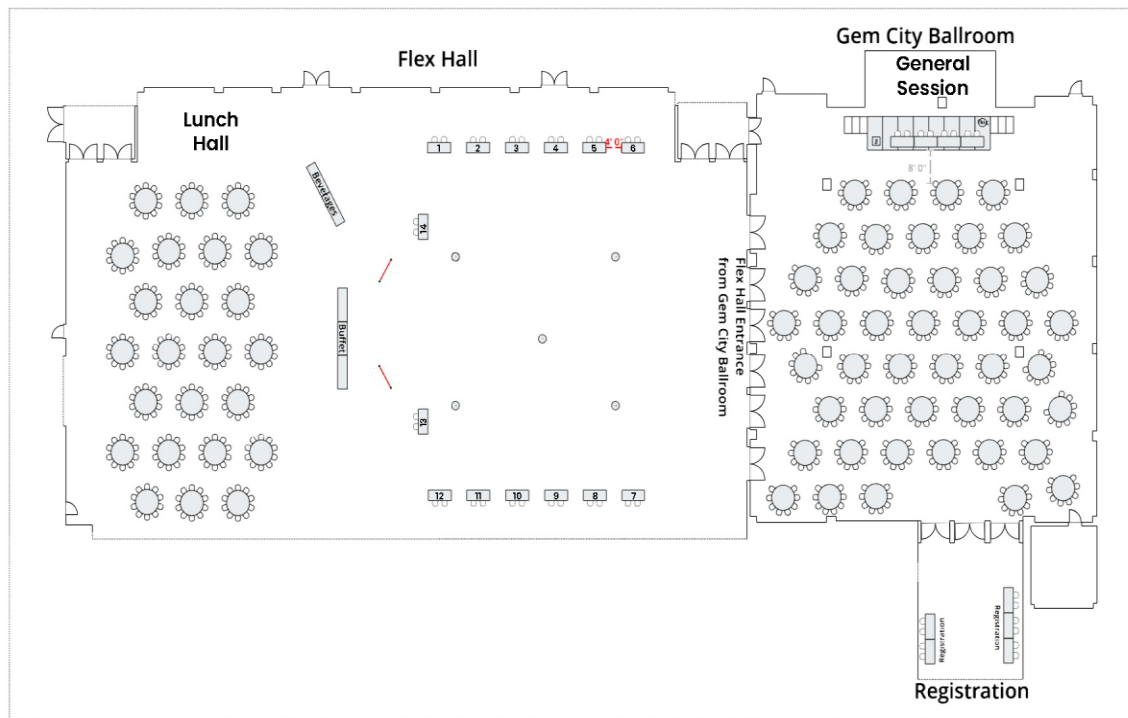 Gem City Ballroom
Flex Hall
General
Session
Lunch
Hall
4' 0"
1
2
3
4
5
6
8' 0"
Beverages
14
Flex Hall Entrance
from Gem City Ballroom
Buffet
13
12
11
10
9
8
7
Registration
Registration
Registration